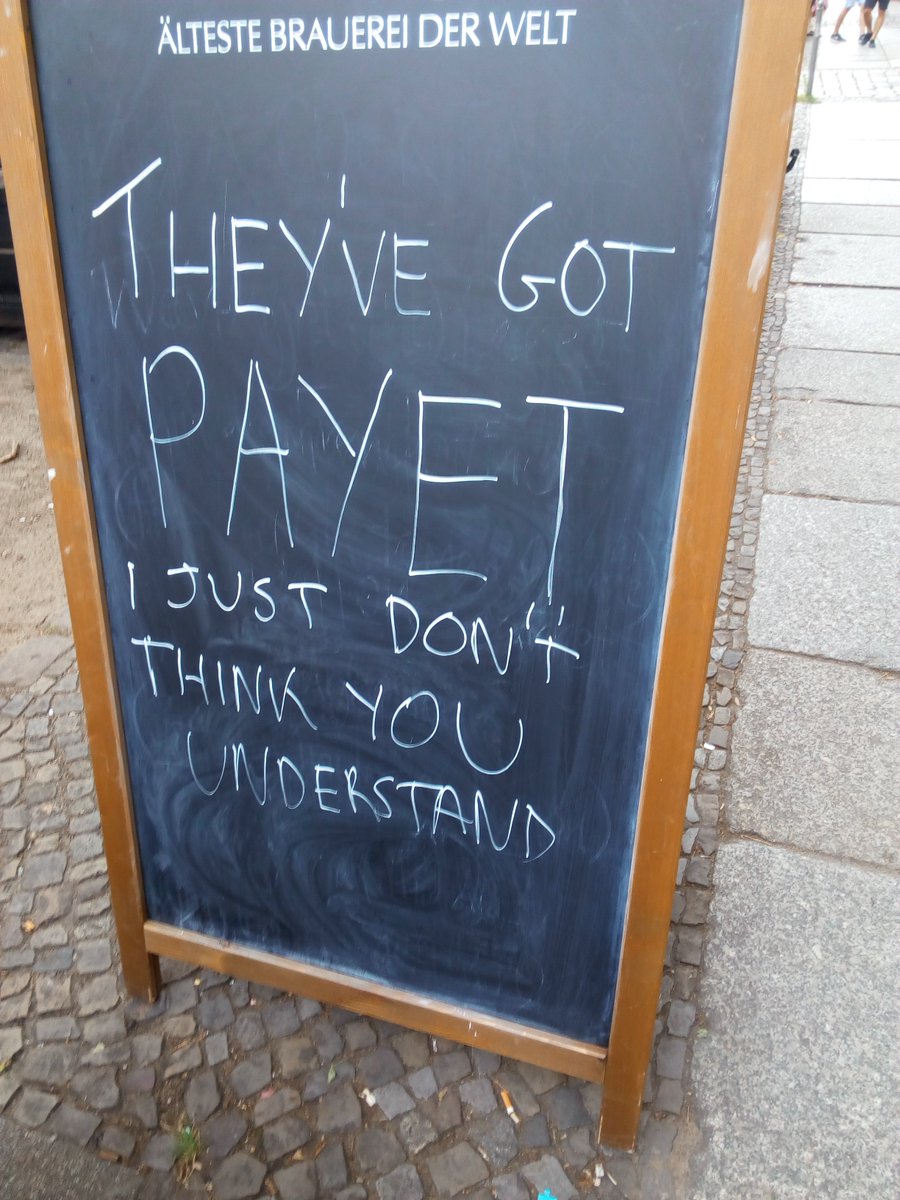 ÄLTESTE BRAUEREI DER WELT
THEY'VE GOT
PAYET
I JUST DON't
THINK YOU
UNDERSTAND